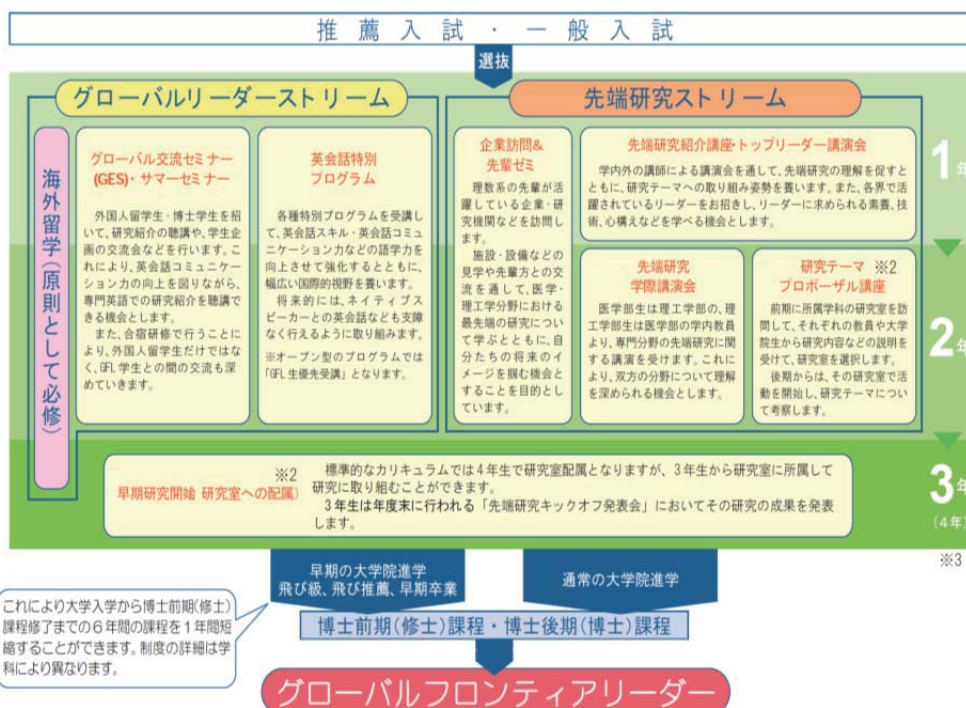 推薦入試・一般入試
選抜
グローバルリーダーストリーム
先端研究ストリーム
海外留学(原則として必修)
グローバル交流セミナー
(GES)・サマーセミナー
外国人留学生・博士学生を招
いて、研究紹介の聴講や、学生企
画の交流会などを行います。こ
れにより、英会話コミュニケー
ション力の向上を図りながら、
専門英語での研究紹介を聴講で
きる機会とします。
また、合宿研修で行うことに
より、外国人留学生だけではな
く、GFL学生との間の交流も深
めていきます。
英会話特別
プログラム
各種特別プログラムを受講し
て、英会話スキル・英会話コミュ
ニケーション力などの語学力を
向上させて強化するとともに、
幅広い国際的視野を養います。
将来的には、ネイティブス
ピーカーとの英会話なども支障
なく行えるように取り組みます。
※オープン型のプログラムでは
「GFL生優先受講」となります。
企業訪問&
先輩ゼミ
理数系の先輩が活
躍している企業・研
究機関などを訪問し
ます。
施設・設備などの
見学や先輩方との交
流を通して、医学・
理工学分野における
最先端の研究につい
て学ぶとともに、自
分たちの将来のイ
メージを掴む機会と
することを目的とし
ています。
先端研究紹介講座・トップリーダー講演会
学内外の講師による講演会を通して、先端研究の理解を促すと
ともに、研究テーマへの取り組み姿勢を養います。また、各界で活
躍されているリーダーをお招きし、リーダーに求められる素養、技
術、心構えなどを学べる機会とします。
先端研究
学際講演会
医学部生は理工学部の、理
工学部生は医学部の学内教員
より、専門分野の先端研究に関
する講演を受けます。これに
より、双方の分野について理解
を深められる機会とします。
研究テーマ ※2
プロポーザル講座
前期に所属学科の研究室を訪
問して、それぞれの教員や大学
院生から研究内容などの説明を
受けて、研究室を選択します。
後期からは、その研究室で活
動を開始し、研究テーマについ
て考察します。
1年
2年
3年
(4年)
※3
※2
早期研究開始 研究室への配属)
標準的なカリキュラムでは4年生で研究室配属となりますが、3年生から研究室に所属して
研究に取り組むことができます。
3年生は年度末に行われる「先端研究キックオフ発表会」においてその研究の成果を発表
します。
早期の大学院進学
飛び級、飛び推薦、早期卒業
通常の大学院進学
これにより大学入学から博士前期(修士)
課程修了までの6年間の課程を1年間短
縮することができます。制度の詳細は学
科により異なります。
博士前期(修士)課程・博士後期(博士)課程
グローバルフロンティアリーダー